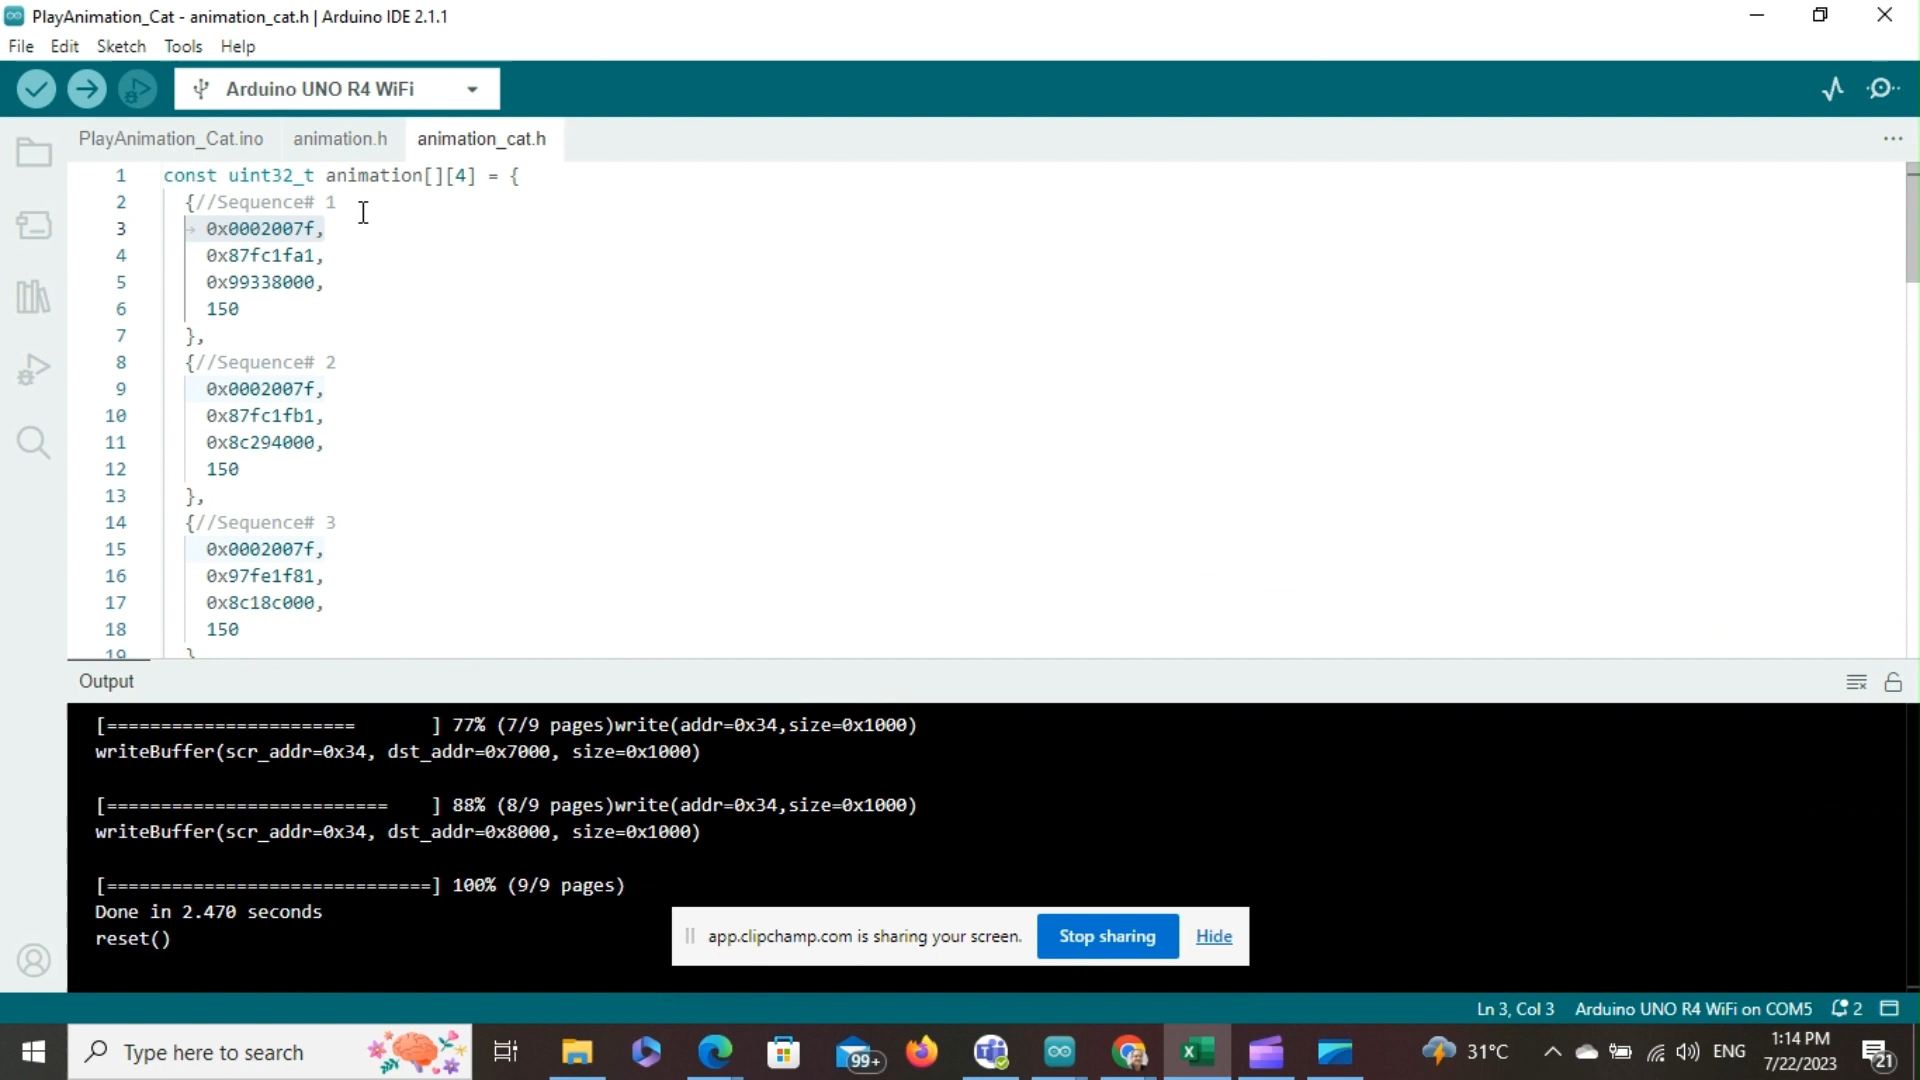 PlayAnimation_Cat - animation_cat.h | Arduino IDE 2.1.1
File Edit Sketch Tools Help
Arduino UNO R4 WiFi
PlayAnimation_Cat.ino animation.h animation_cat.h
1 const uint32_t animation[][4] = {
2 {//Sequence# 1
3 0x0002007f,
4 0x87fc1fa1,
5 0x99338000,
6 150
7 },
8 {//Sequence# 2
9 0x0002007f,
10 0x87fc1fb1,
11 0x8c294000,
12 150
13 },
14 {//Sequence# 3
15 0x0002007f,
16 0x97fe1f81,
17 0x8c18c000,
18 150
19 }
Output
[======================= ] 77% (7/9 pages)write(addr=0x34,size=0x1000)
writeBuffer(scr_addr=0x34, dst_addr=0x7000, size=0x1000)
[========================== ] 88% (8/9 pages)write(addr=0x34,size=0x1000)
writeBuffer(scr_addr=0x34, dst_addr=0x8000, size=0x1000)
[==============================] 100% (9/9 pages)
Done in 2.470 seconds
reset()
app.clipchamp.com is sharing your screen. Stop sharing Hide
Ln 3, Col 3 Arduino UNO R4 WiFi on COM5 2
Type here to search 99+ 31°C ENG 1:14 PM 7/22/2023 21